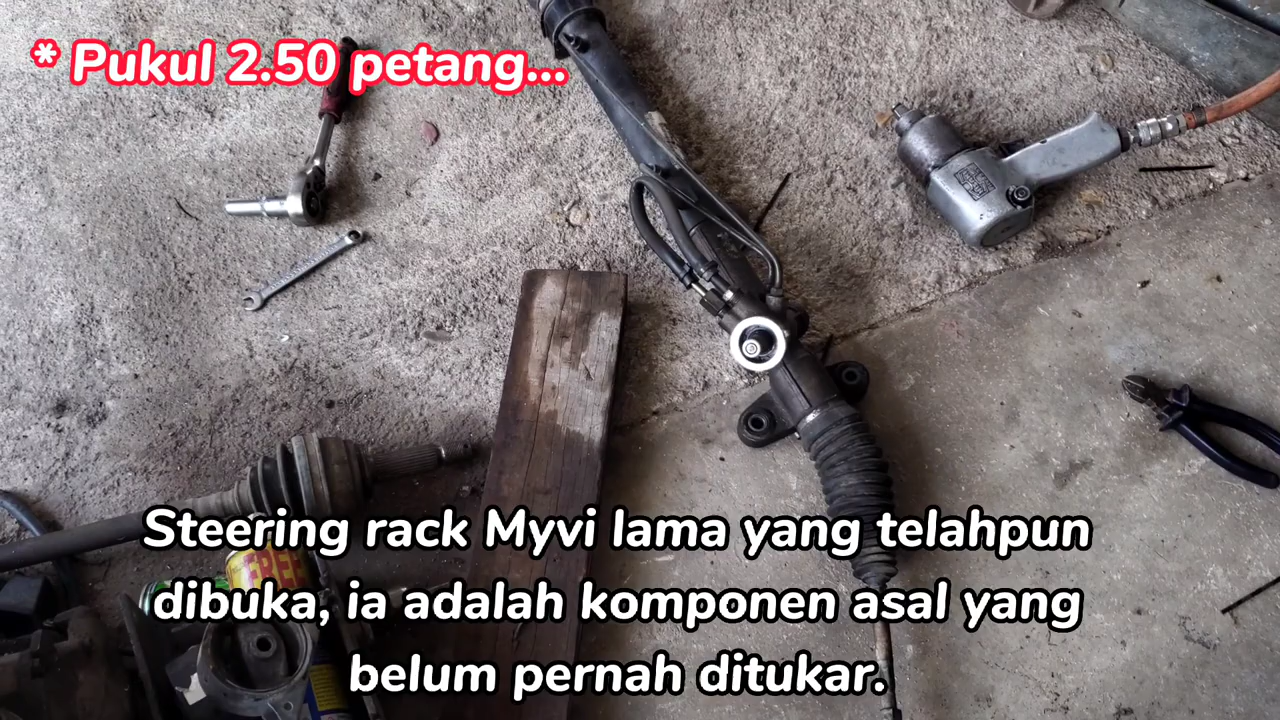 * Pukul 2.50 petang...
Steering rack Myvi lama yang telahpun
FREE
dibuka, ia adalah komponen asal yang
belum pernah ditukar.